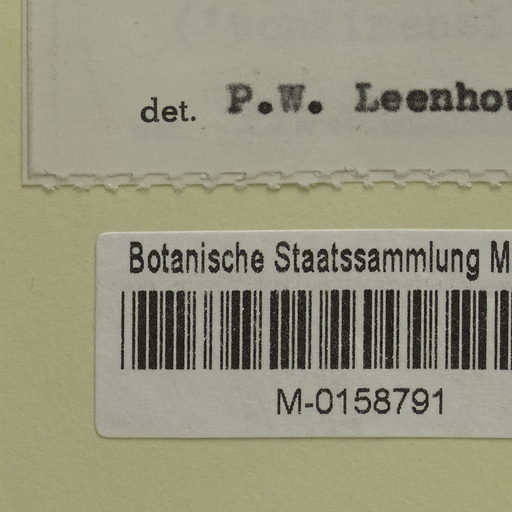 det. P.W. Leenhou
Botanische Staatssammlung M
M-0158791